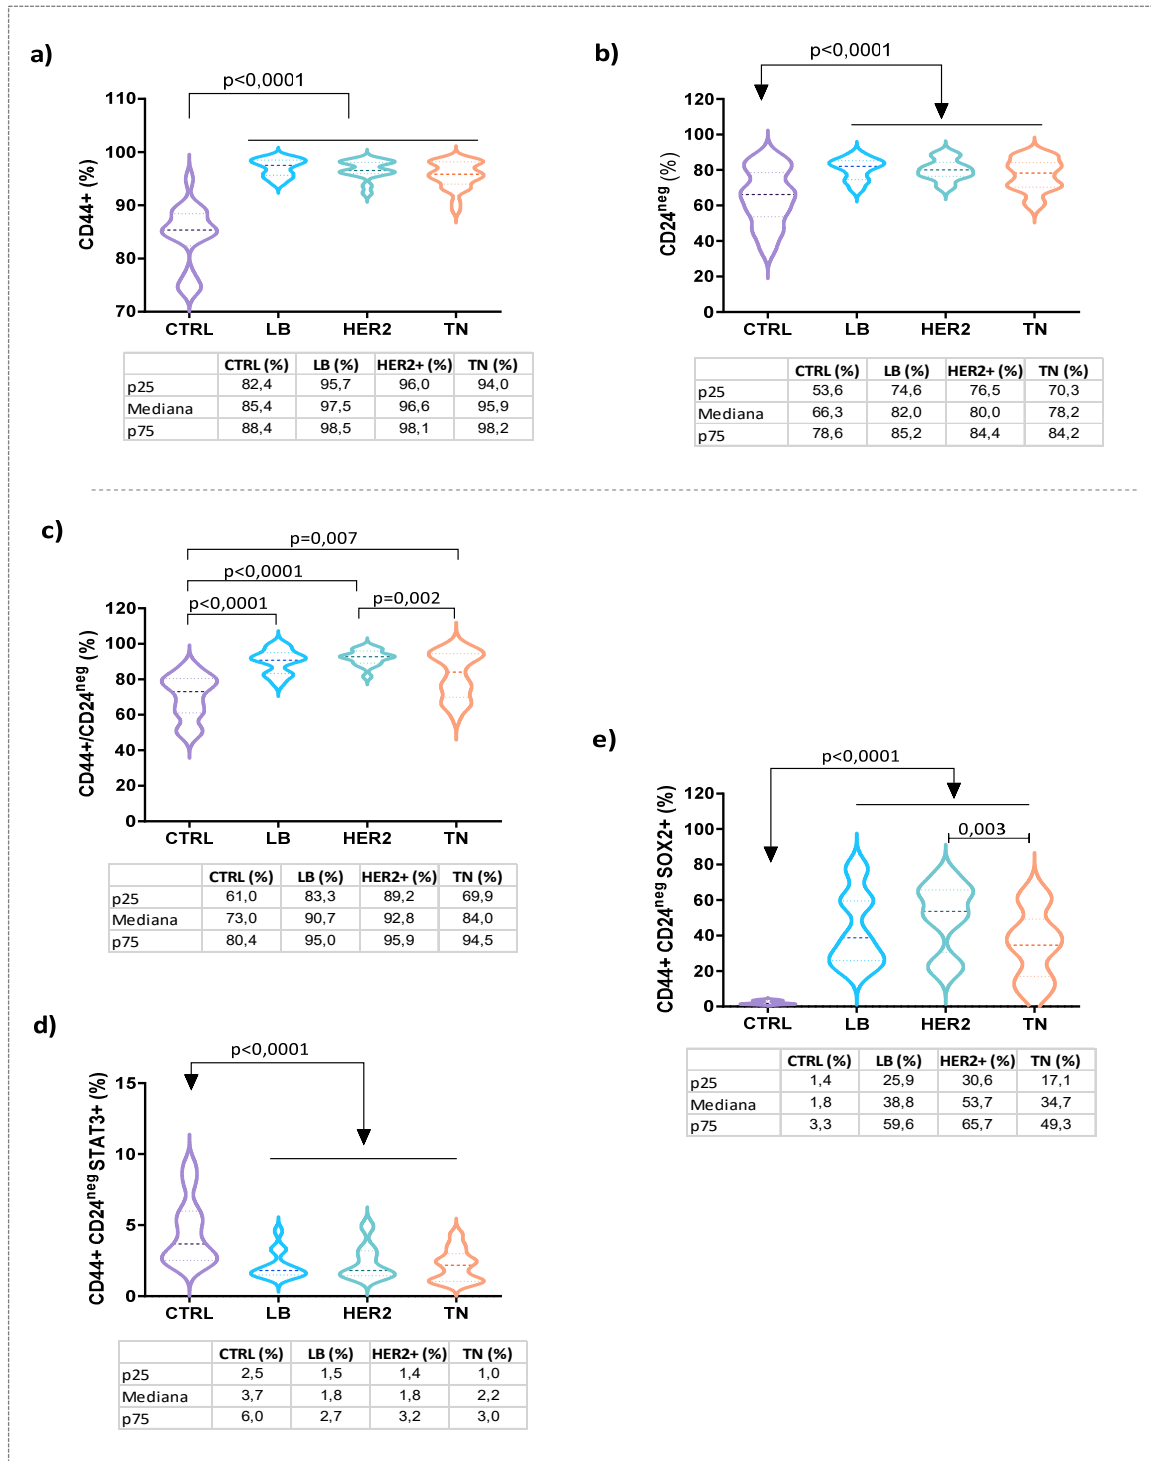 a)
p<0,0001
CD44+ (%)
110
100
90
80
70
CTRL LB HER2 TN
CTRL (%) LB (%) HER2+ (%) TN (%)
p25 82,4 95,7 96,0 94,0
Mediana 85,4 97,5 96,6 95,9
p75 88,4 98,5 98,1 98,2
b)
p<0,0001
CD24neg (%)
120
100
80
60
40
20
0
CTRL LB HER2 TN
CTRL (%) LB (%) HER2+ (%) TN (%)
p25 53,6 74,6 76,5 70,3
Mediana 66,3 82,0 80,0 78,2
p75 78,6 85,2 84,4 84,2
c)
p=0,007
p<0,0001
p<0,0001 p=0,002
CD44+/CD24neg (%)
120
100
80
60
40
20
0
CTRL LB HER2 TN
CTRL (%) LB (%) HER2+ (%) TN (%)
p25 61,0 83,3 89,2 69,9
Mediana 73,0 90,7 92,8 84,0
p75 80,4 95,0 95,9 94,5
d)
p<0,0001
CD44+ CD24neg STAT3+ (%)
15
10
5
0
CTRL LB HER2 TN
CTRL (%) LB (%) HER2+ (%) TN (%)
p25 2,5 1,5 1,4 1,0
Mediana 3,7 1,8 1,8 2,2
p75 6,0 2,7 3,2 3,0
e)
p<0,0001
0,003
CD44+ CD24neg SOX2+ (%)
120
100
80
60
40
20
0
CTRL LB HER2 TN
CTRL (%) LB (%) HER2+ (%) TN (%)
p25 1,4 25,9 30,6 17,1
Mediana 1,8 38,8 53,7 34,7
p75 3,3 59,6 65,7 49,3